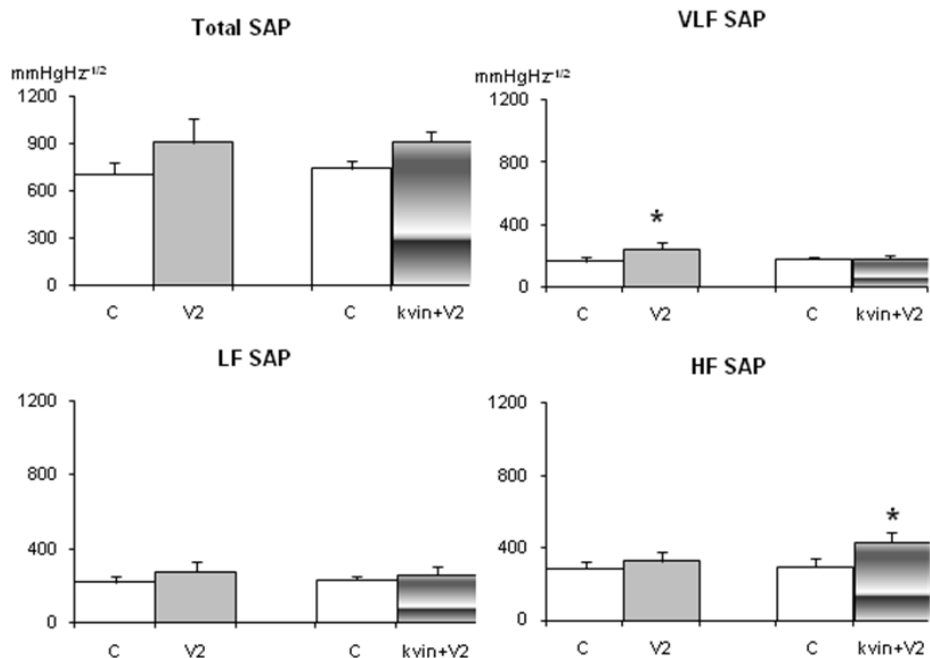 Total SAP
mmHgHz-1/2
1200
900
600
300
0
C V2 C kvin+V2
VLF SAP
mmHgHz-1/2
1200
800
400
0
*
C V2 C kvin+V2
LF SAP
1200
800
400
0
C V2 C kvin+V2
HF SAP
1200
800
400
0
*
C V2 C kvin+V2